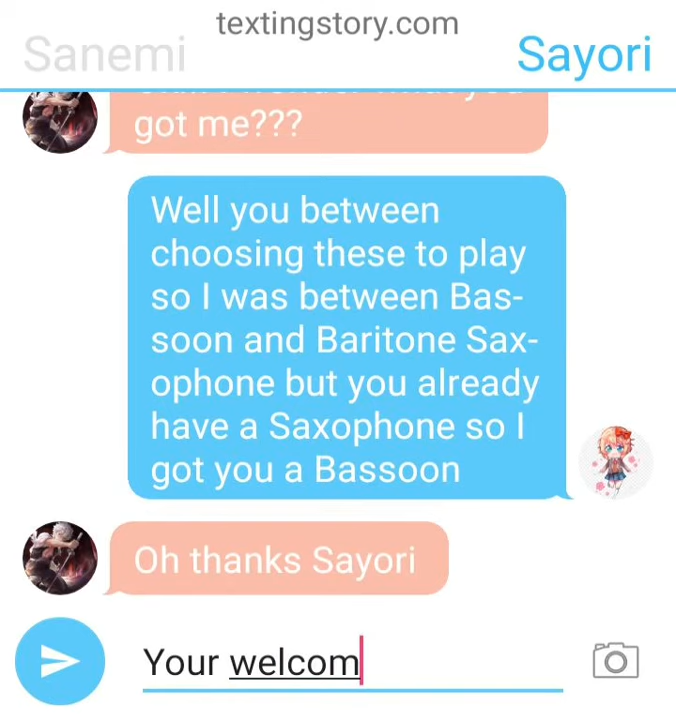 textingstory.com
Sanemi
Sayori
got me???
Well you between
choosing these to play
so I was between Bas-
soon and Baritone Sax-
ophone but you already
have a Saxophone so I
got you a Bassoon
Oh thanks Sayori
Your welcom